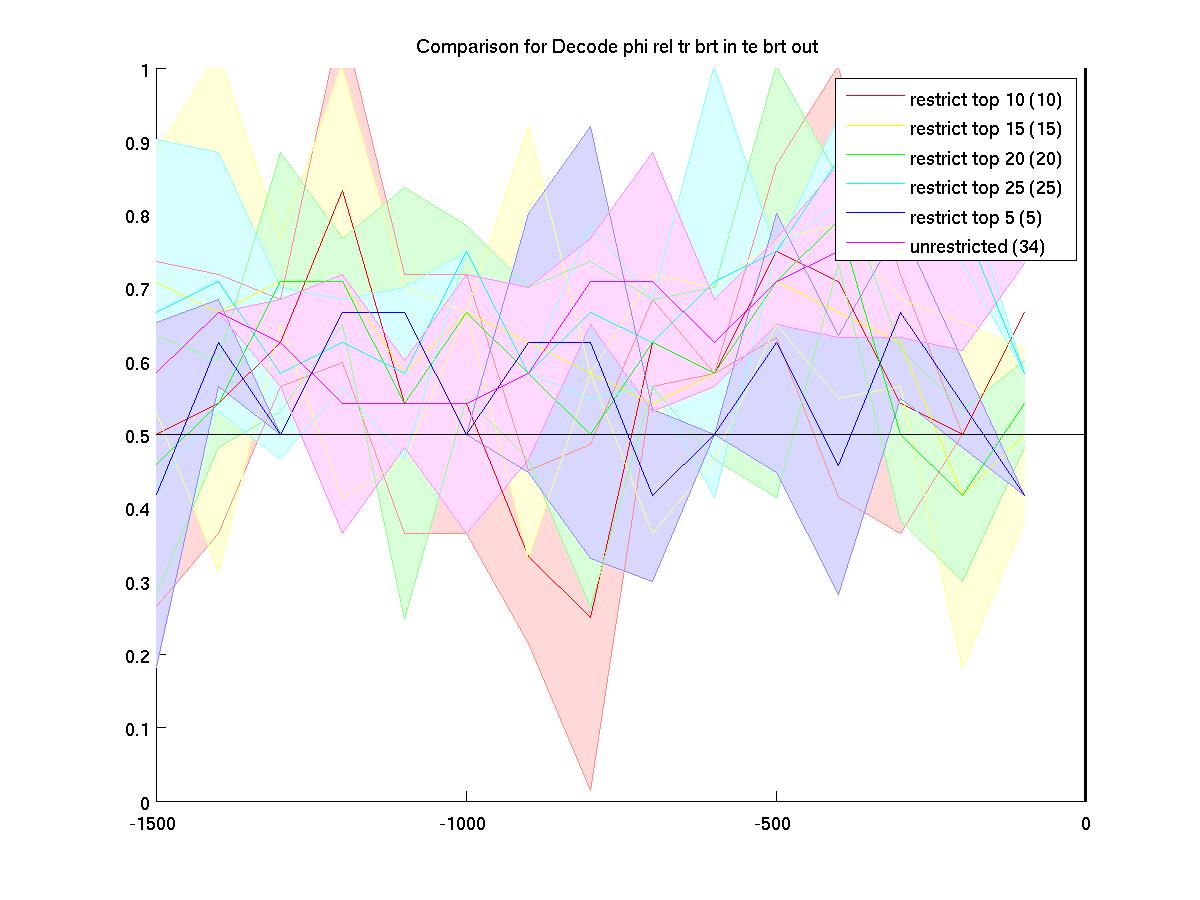 Comparison for Decode phi rel tr brt in te brt out
1
0.9
0.8
0.7
0.6
0.5
0.4
0.3
0.2
0.1
0
-1500
-1000
-500
0
restrict top 10 (10)
restrict top 15 (15)
restrict top 20 (20)
restrict top 25 (25)
restrict top 5 (5)
unrestricted (34)